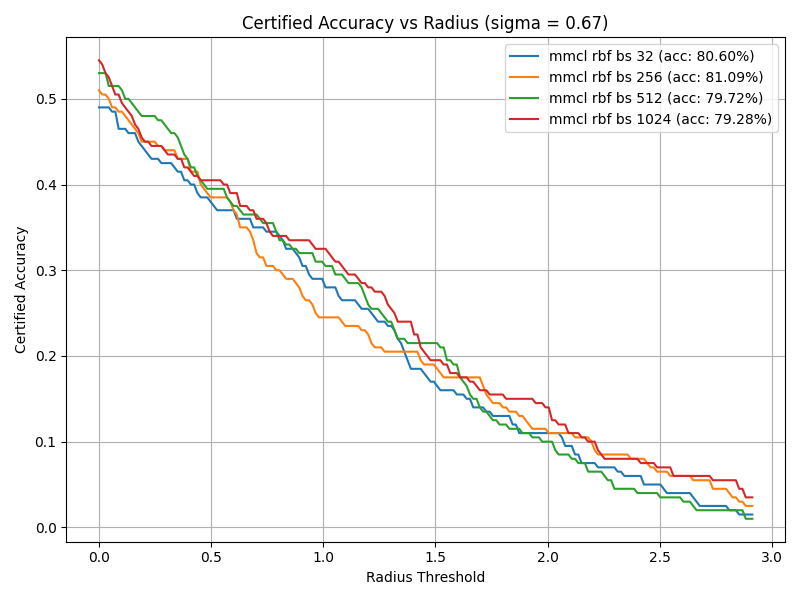 Certified Accuracy vs Radius (sigma = 0.67)
mmcl rbf bs 32 (acc: 80.60%)
mmcl rbf bs 256 (acc: 81.09%)
mmcl rbf bs 512 (acc: 79.72%)
mmcl rbf bs 1024 (acc: 79.28%)
Certified Accuracy
0.5
0.4
0.3
0.2
0.1
0.0
0.0 0.5 1.0 1.5 2.0 2.5 3.0
Radius Threshold